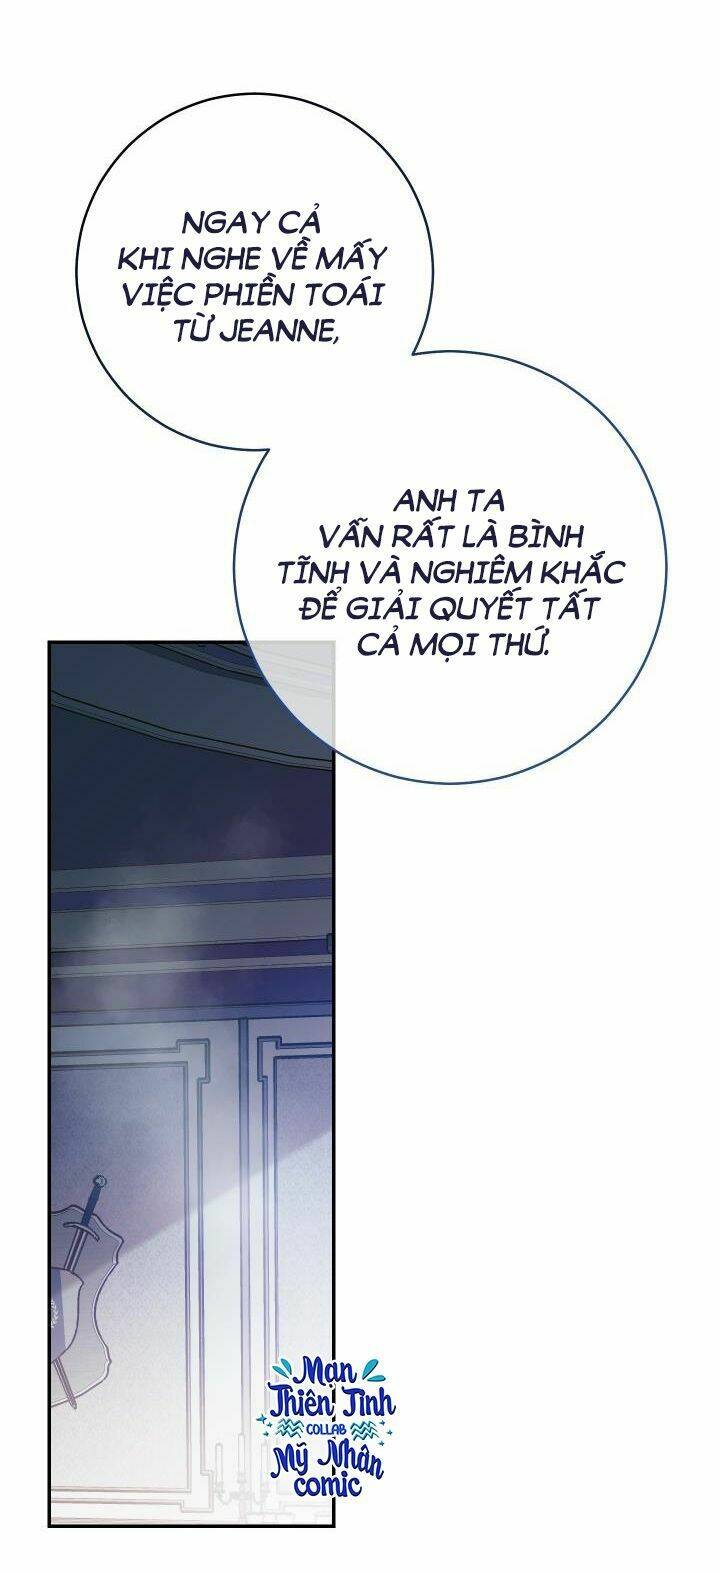 NGAY CẢ
KHI NGHE VỀ MẤY
VIỆC PHIỀN TOÁI
TỪ JEANNE,
ANH TA
VẪN RẤT LÀ BÌNH
TĨNH VÀ NGHIÊM KHẮC
ĐỂ GIẢI QUYẾT TẤT
CẢ MỌI THỨ.
Mạn
Thiên Tình
COLLAB
Mỹ Nhân
comic